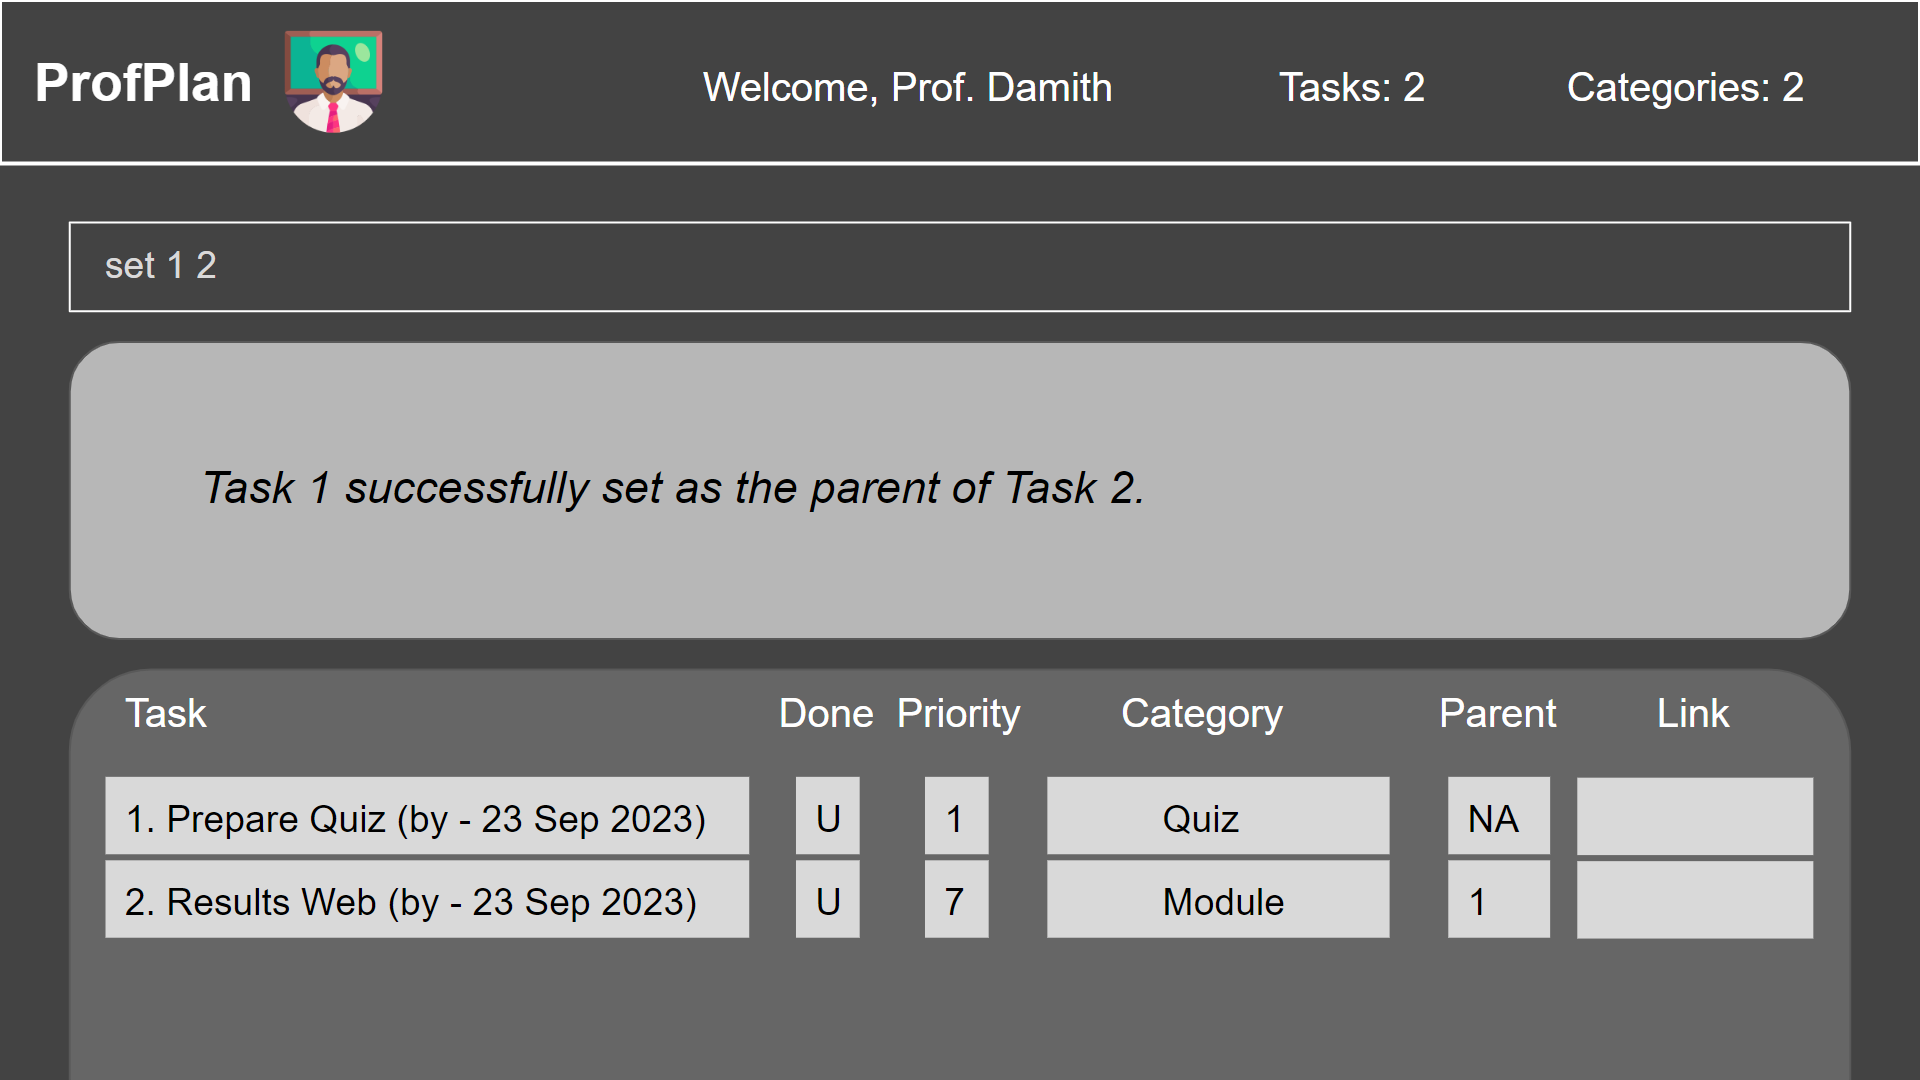 ProfPlan
Welcome, Prof. Damith
Tasks: 2
Categories: 2
set 1 2
Task 1 successfully set as the parent of Task 2.
Task Done Priority Category Parent Link
1. Prepare Quiz (by - 23 Sep 2023) U 1 Quiz NA
2. Results Web (by - 23 Sep 2023) U 7 Module 1